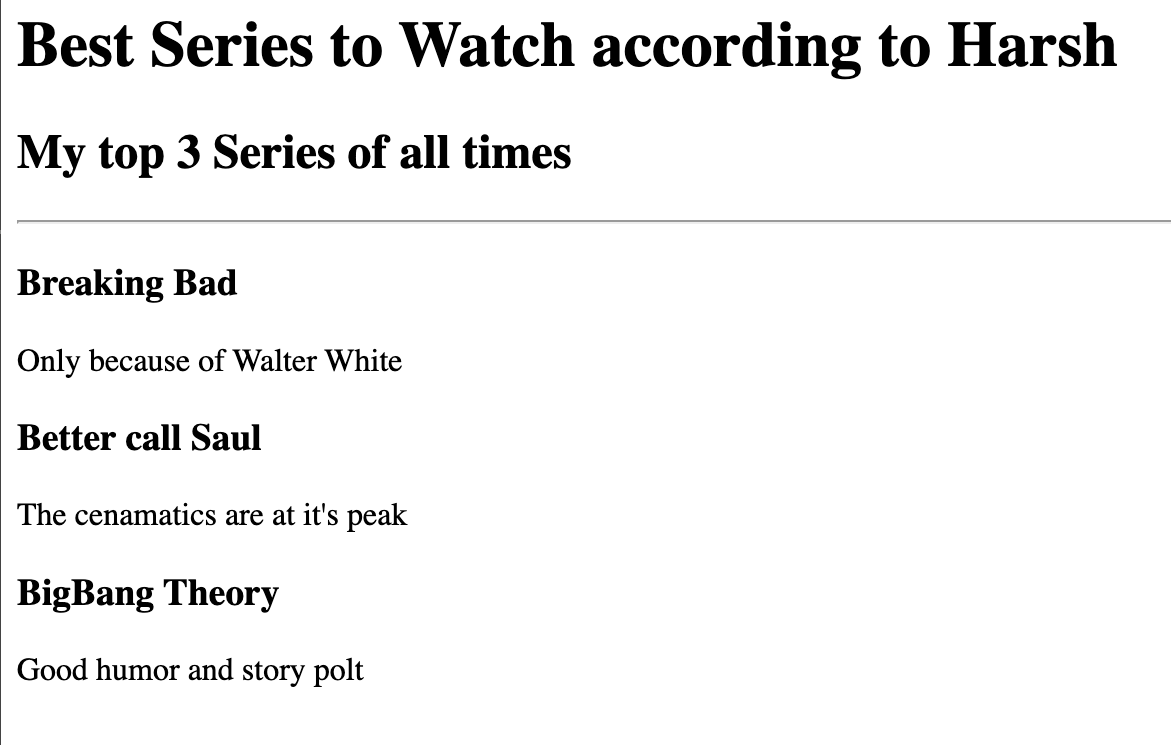 Best Series to Watch according to Harsh
My top 3 Series of all times
Breaking Bad
Only because of Walter White
Better call Saul
The cenamatics are at it's peak
BigBang Theory
Good humor and story polt